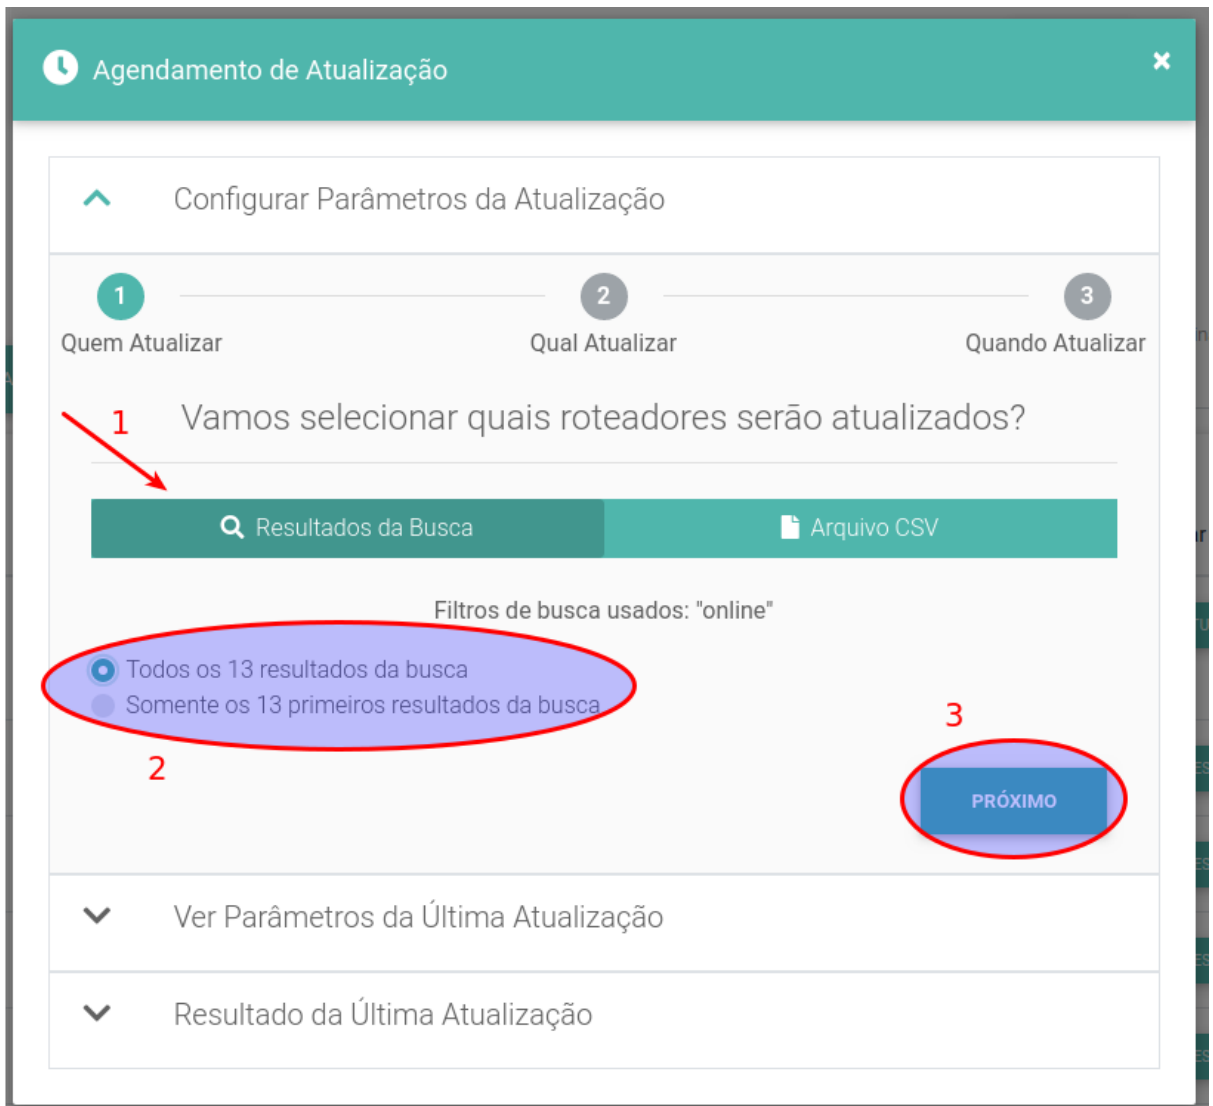 Agendamento de Atualização
Configurar Parâmetros da Atualização
1
2
3
Quem Atualizar
Qual Atualizar
Quando Atualizar
1
Vamos selecionar quais roteadores serão atualizados?
Resultados da Busca
Arquivo CSV
Filtros de busca usados: "online"
Todos os 13 resultados da busca
Somente os 13 primeiros resultados da busca
2
3
PRÓXIMO
Ver Parâmetros da Última Atualização
Resultado da Última Atualização